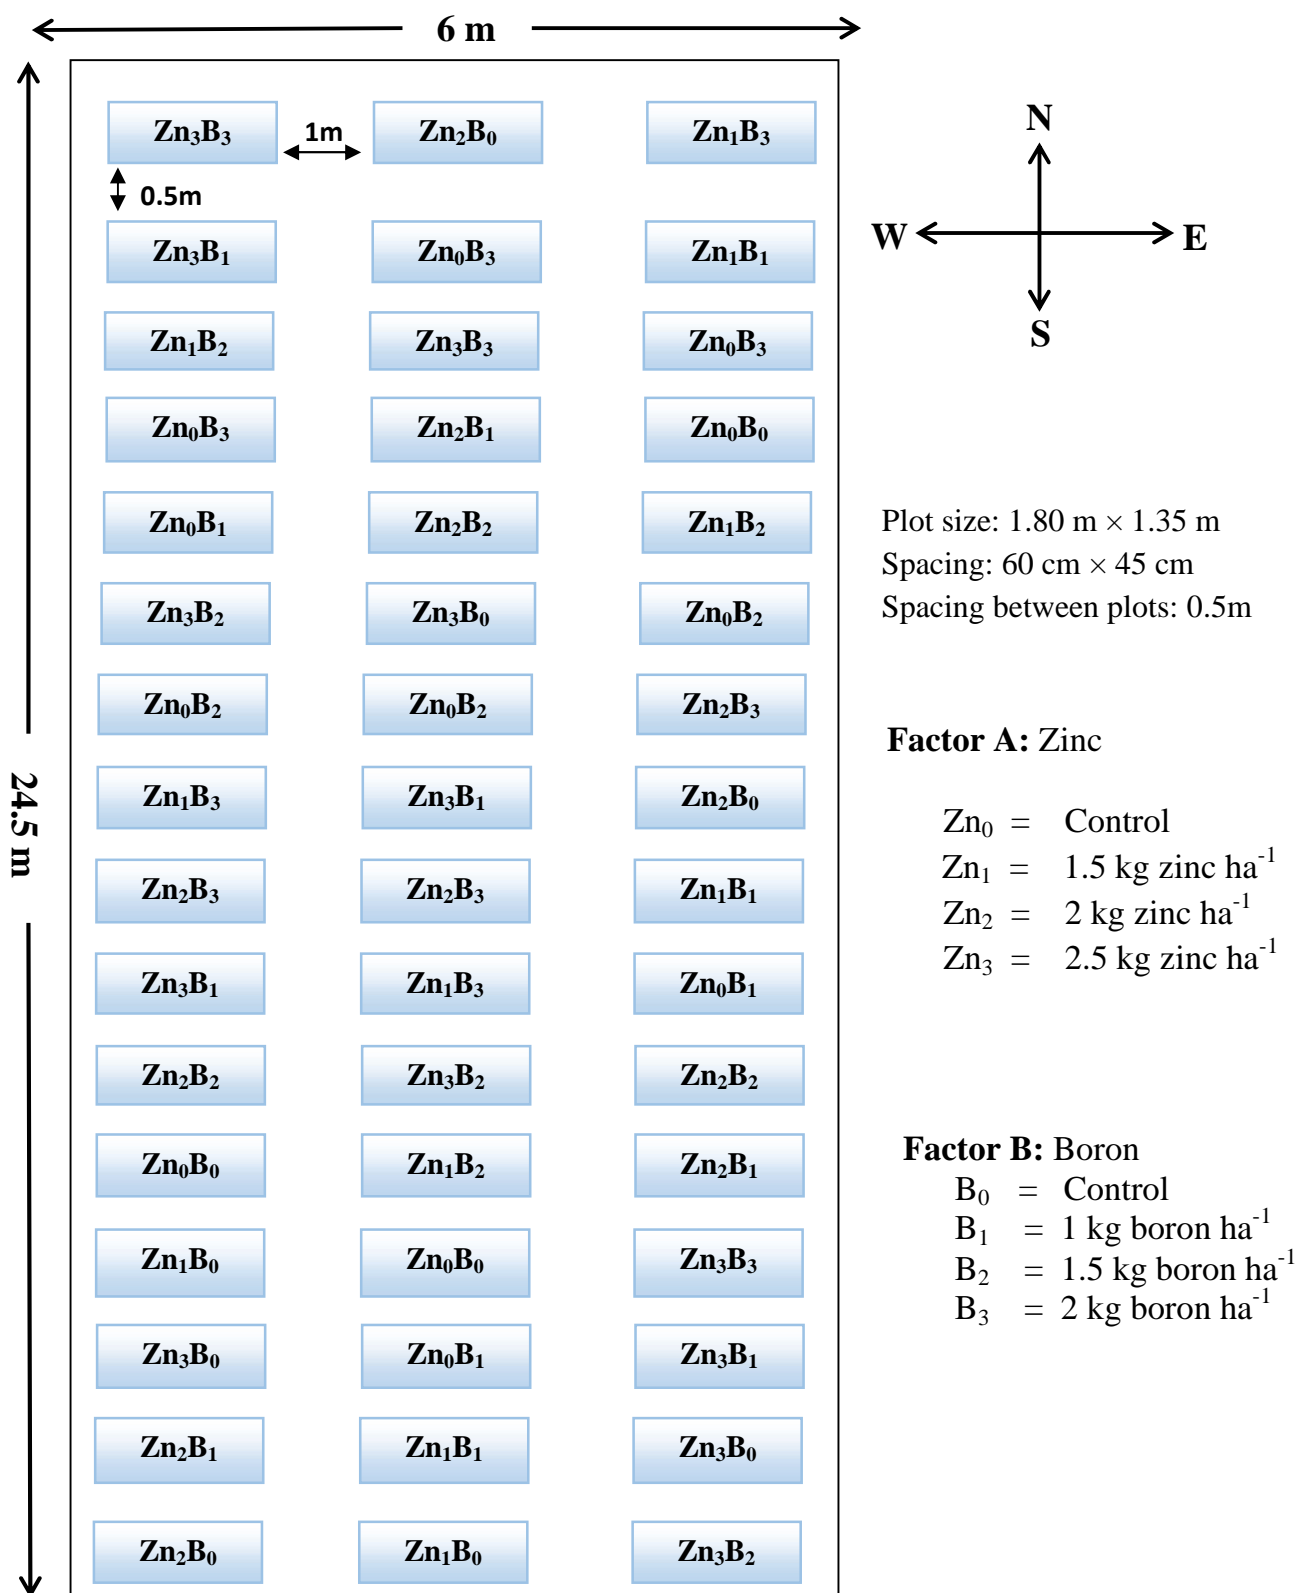 6 m
Zn₃B₃ 1m Zn₂B₀ Zn₁B₃
0.5m
Zn₃B₁ Zn₀B₃ Zn₁B₁
Zn₁B₂ Zn₃B₃ Zn₀B₃
Zn₀B₃ Zn₂B₁ Zn₀B₀
Zn₀B₁ Zn₂B₂ Zn₁B₂
Zn₃B₂ Zn₃B₀ Zn₀B₂
Zn₀B₂ Zn₀B₂ Zn₂B₃
Zn₁B₃ Zn₃B₁ Zn₂B₀
Zn₂B₃ Zn₂B₃ Zn₁B₁
Zn₃B₁ Zn₁B₃ Zn₀B₁
Zn₂B₂ Zn₃B₂ Zn₂B₂
Zn₀B₀ Zn₁B₂ Zn₂B₁
Zn₁B₀ Zn₀B₀ Zn₃B₃
Zn₃B₀ Zn₀B₁ Zn₃B₁
Zn₂B₁ Zn₁B₁ Zn₃B₀
Zn₂B₀ Zn₁B₀ Zn₃B₂
24.5 m
N
W E
S
Plot size: 1.80 m × 1.35 m
Spacing: 60 cm × 45 cm
Spacing between plots: 0.5m
Factor A: Zinc
Zn₀ = Control
Zn₁ = 1.5 kg zinc ha⁻¹
Zn₂ = 2 kg zinc ha⁻¹
Zn₃ = 2.5 kg zinc ha⁻¹
Factor B: Boron
B₀ = Control
B₁ = 1 kg boron ha⁻¹
B₂ = 1.5 kg boron ha⁻¹
B₃ = 2 kg boron ha⁻¹